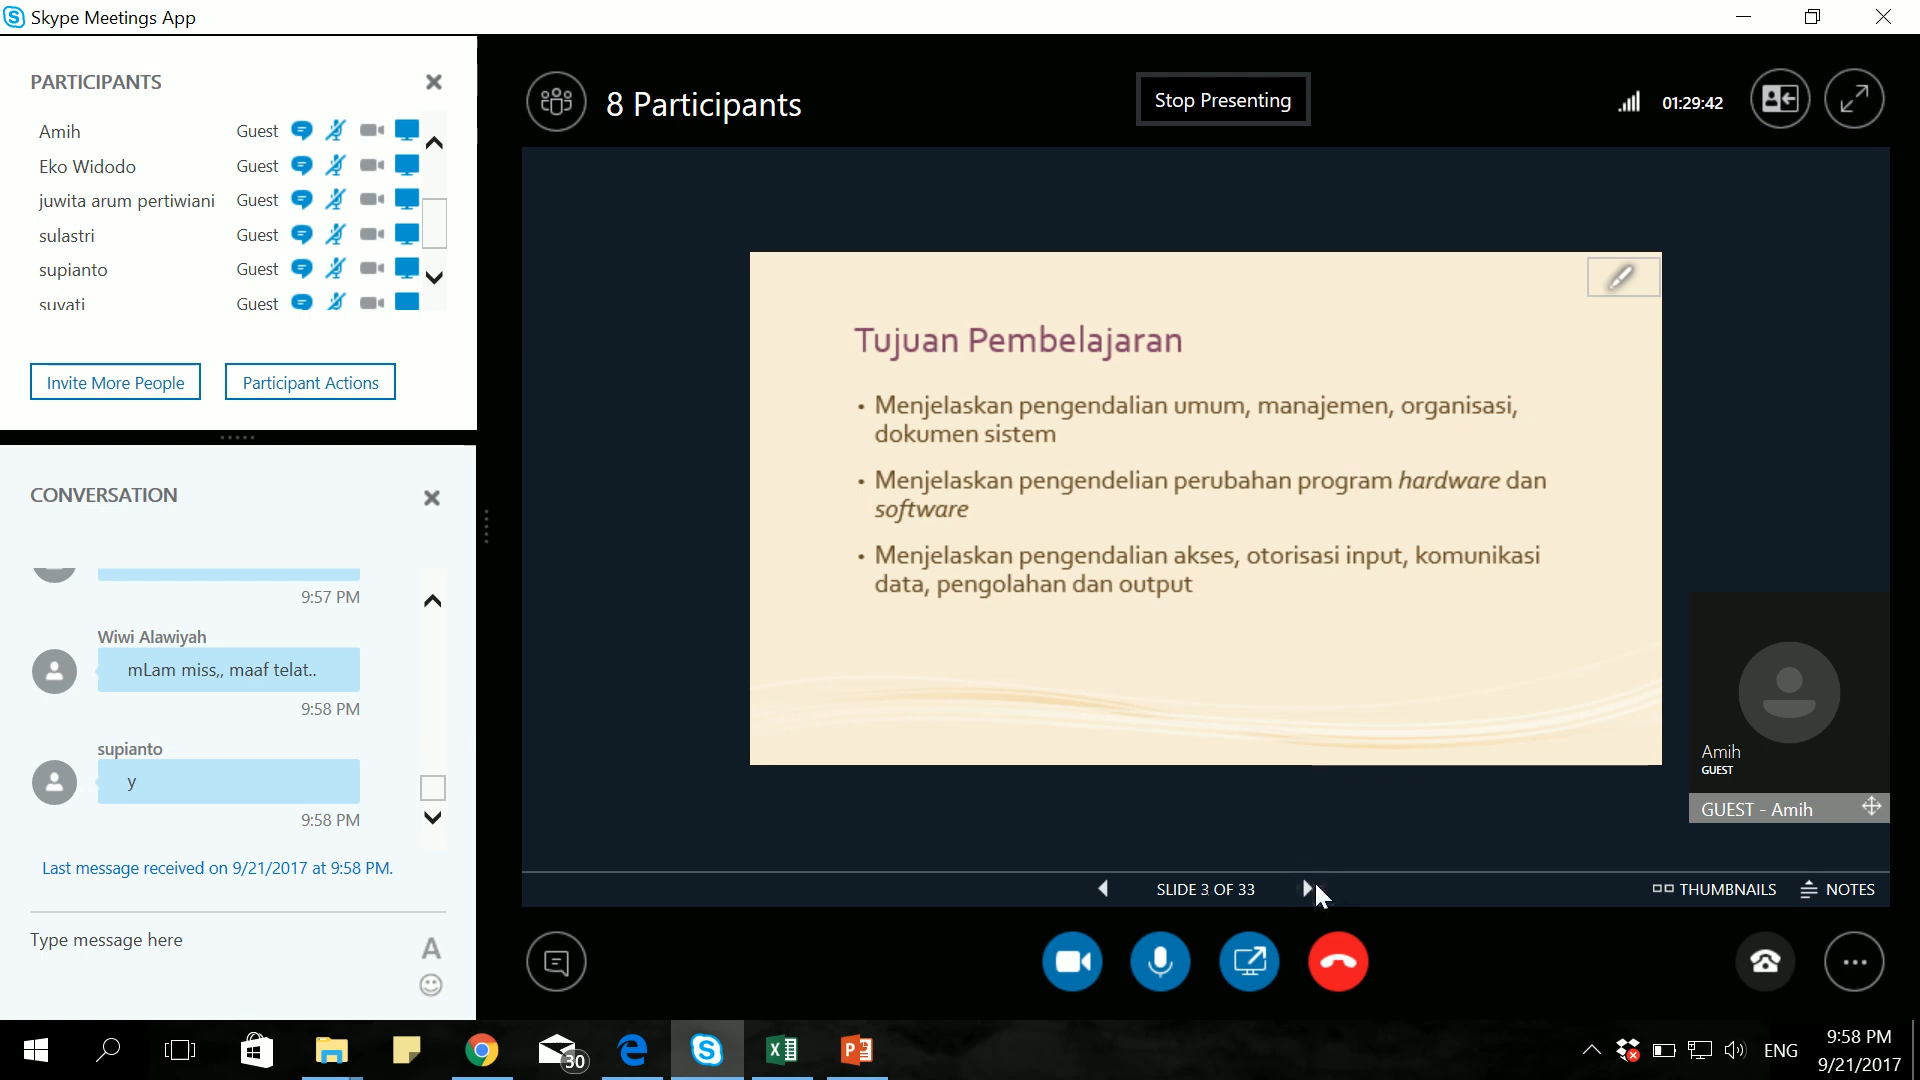 Skype Meetings App
PARTICIPANTS
Amih Guest
Eko Widodo Guest
juwita arum pertiwiani Guest
sulastri Guest
supianto Guest
suyati Guest
Invite More People
Participant Actions
CONVERSATION
9:57 PM
Wiwi Alawiyah
mLam miss,, maaf telat..
9:58 PM
supianto
y
9:58 PM
Last message received on 9/21/2017 at 9:58 PM.
Type message here
A
8 Participants
Stop Presenting
01:29:42
Tujuan Pembelajaran
• Menjelaskan pengendalian umum, manajemen, organisasi,
dokumen sistem
• Menjelaskan pengendelian perubahan program hardware dan
software
• Menjelaskan pengendalian akses, otorisasi input, komunikasi
data, pengolahan dan output
Amih
GUEST
GUEST - Amih
SLIDE 3 OF 33
THUMBNAILS
NOTES
30
ENG
9:58 PM
9/21/2017